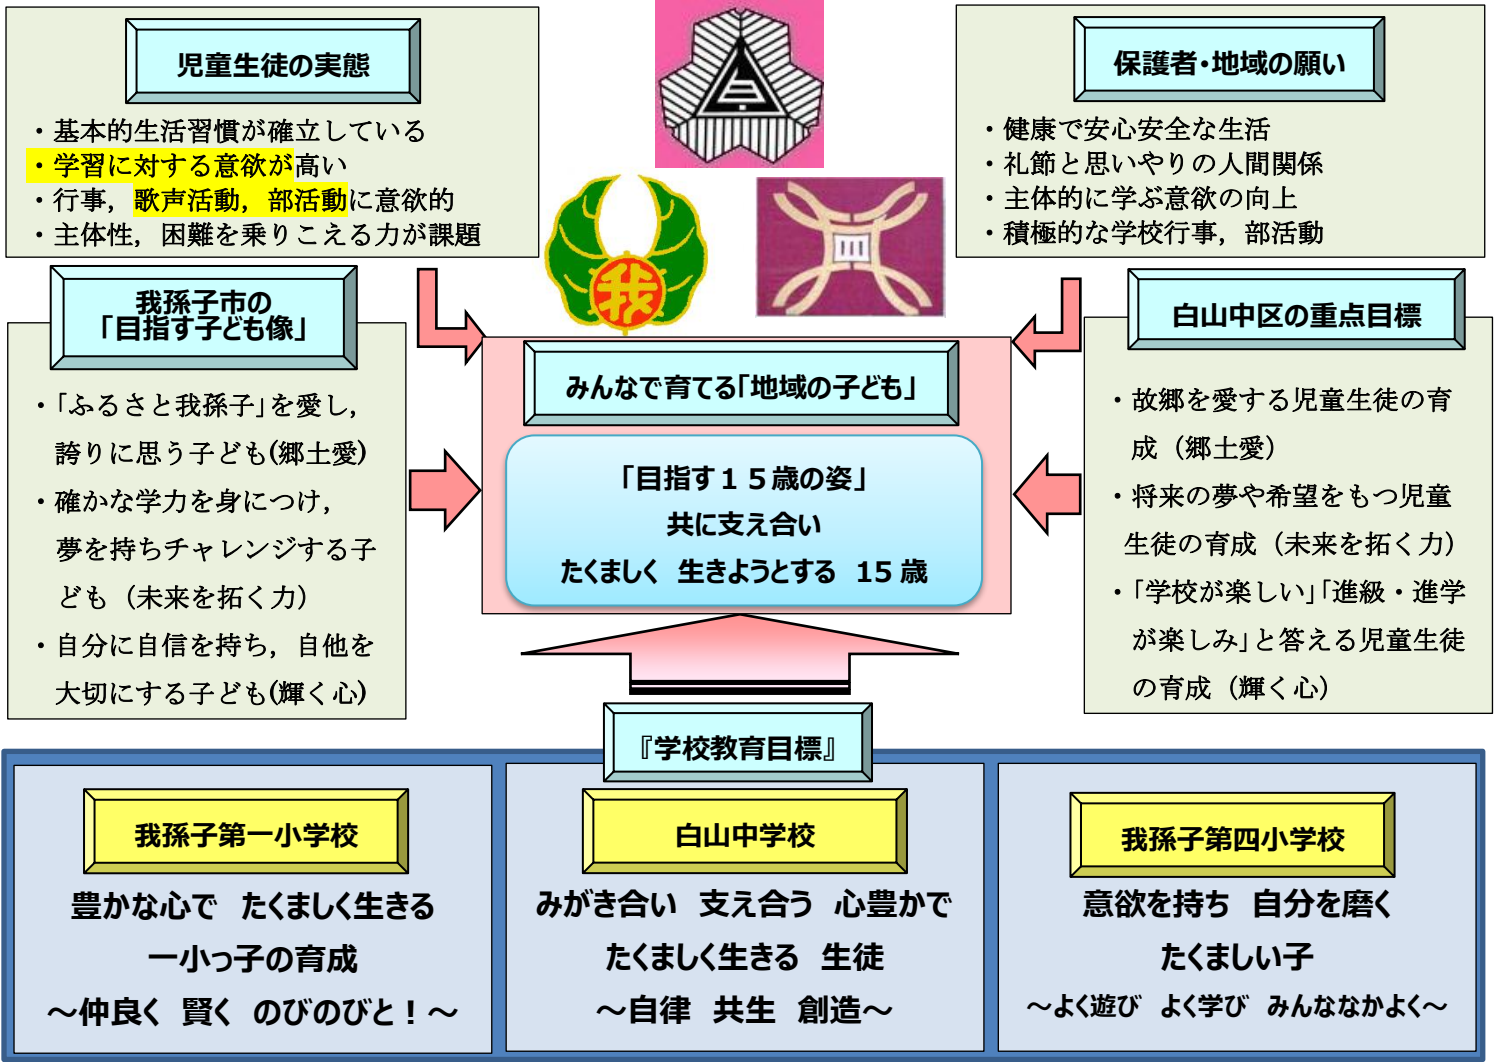 児童生徒の実態
・基本的生活習慣が確立している
・学習に対する意欲が高い
・行事，歌声活動，部活動に意欲的
・主体性，困難を乗りこえる力が課題
保護者・地域の願い
・健康で安心安全な生活
・礼節と思いやりの人間関係
・主体的に学ぶ意欲の向上
・積極的な学校行事，部活動
我
我孫子市の
「目指す子ども像」
・「ふるさと我孫子」を愛し，
誇りに思う子ども(郷土愛)
・確かな学力を身につけ，
夢を持ちチャレンジする子
ども（未来を拓く力）
・自分に自信を持ち，自他を
大切にする子ども(輝く心)
みんなで育てる「地域の子ども」
「目指す１５歳の姿」
共に支え合い
たくましく 生きようとする 15 歳
白山中区の重点目標
・故郷を愛する児童生徒の育
成（郷土愛）
・将来の夢や希望をもつ児童
生徒の育成（未来を拓く力）
・「学校が楽しい」「進級・進学
が楽しみ」と答える児童生徒
の育成（輝く心）
『学校教育目標』
我孫子第一小学校
豊かな心で たくましく生きる
一小っ子の育成
～仲良く 賢く のびのびと！～
白山中学校
みがき合い 支え合う 心豊かで
たくましく生きる 生徒
～自律 共生 創造～
我孫子第四小学校
意欲を持ち 自分を磨く
たくましい子
～よく遊び よく学び みんななかよく～